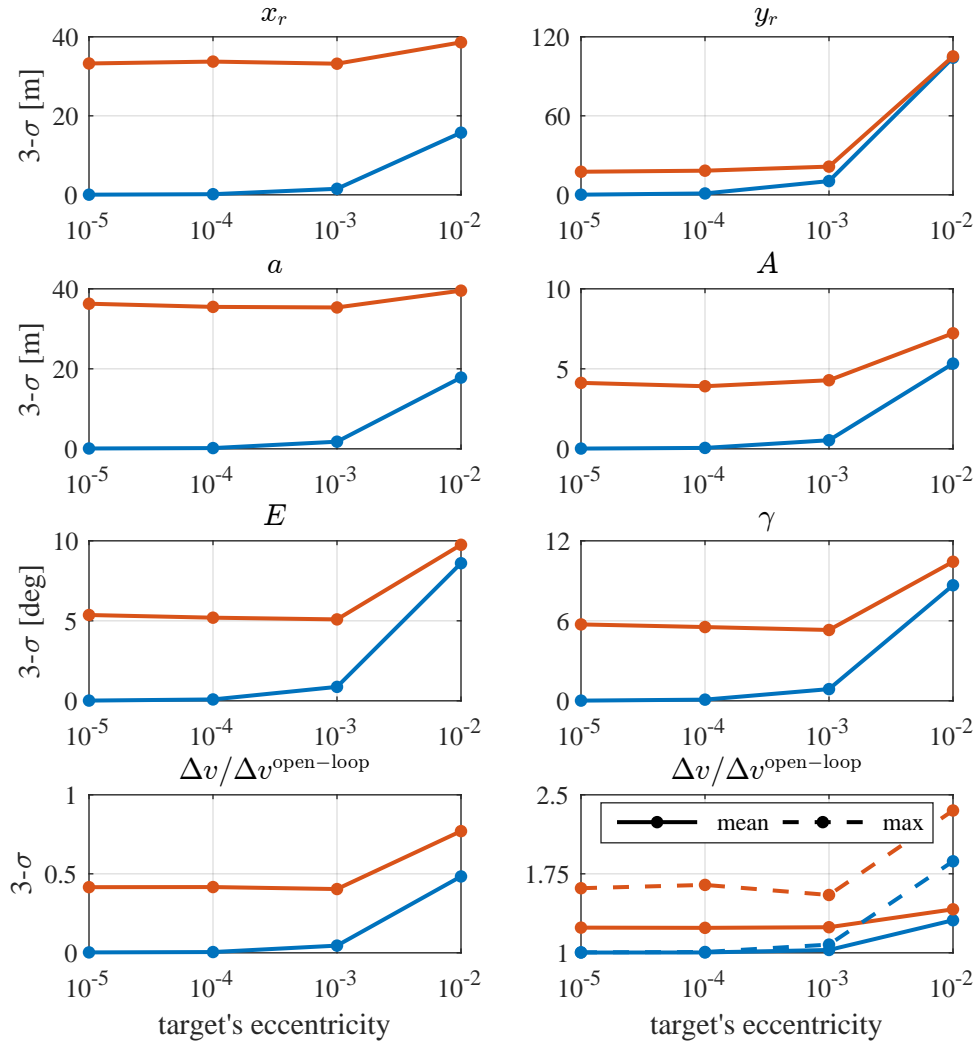 x_r
y_r
3-σ [m]
40
20
0
10^-5 10^-4 10^-3 10^-2
120
60
0
10^-5 10^-4 10^-3 10^-2
a
A
3-σ [m]
40
20
0
10^-5 10^-4 10^-3 10^-2
10
5
0
10^-5 10^-4 10^-3 10^-2
E
γ
3-σ [deg]
10
5
0
10^-5 10^-4 10^-3 10^-2
12
6
0
10^-5 10^-4 10^-3 10^-2
Δv/Δv^open−loop
Δv/Δv^open−loop
3-σ
1
0.5
0
10^-5 10^-4 10^-3 10^-2
target's eccentricity
2.5
1.75
1
mean max
10^-5 10^-4 10^-3 10^-2
target's eccentricity